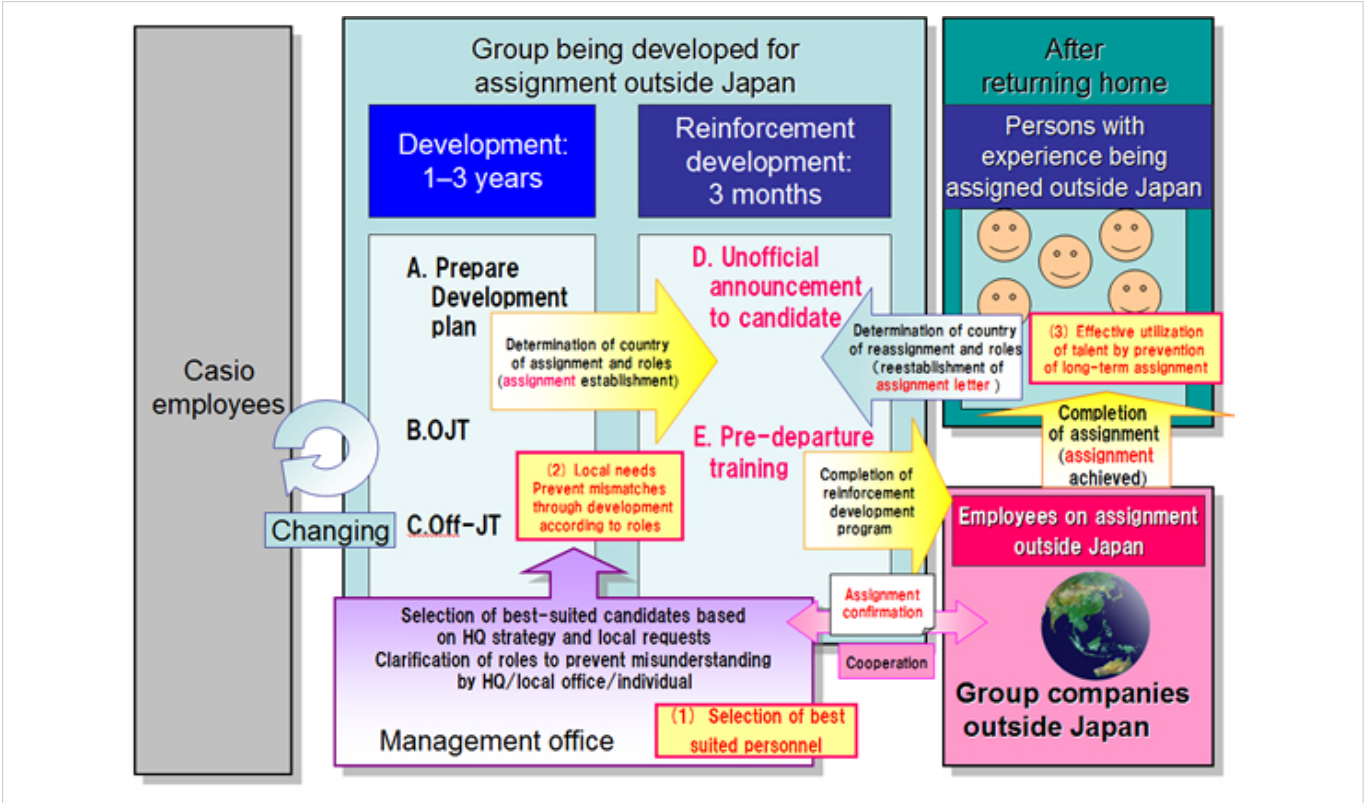 Casio
employees
Changing
Group being developed for
assignment outside Japan
Development:
1–3 years
A. Prepare
Development
plan
Determination of country
of assignment and roles
(assignment establishment)
B.OJT
(2) Local needs
Prevent mismatches
through development
according to roles
C.Off-JT
Reinforcement
development:
3 months
D. Unofficial
announcement
to candidate
E. Pre-departure
training
Completion of
reinforcement
development
program
Determination of country
of reassignment and roles
(reestablishment of
assignment letter )
After
returning home
Persons with
experience being
assigned outside Japan
(3) Effective utilization
of talent by prevention
of long-term assignment
Completion
of assignment
(assignment
achieved)
Employees on assignment
outside Japan
Group companies
outside Japan
Assignment
confirmation
Cooperation
Selection of best-suited candidates based
on HQ strategy and local requests
Clarification of roles to prevent misunderstanding
by HQ/local office/individual
Management office
(1) Selection of best
suited personnel